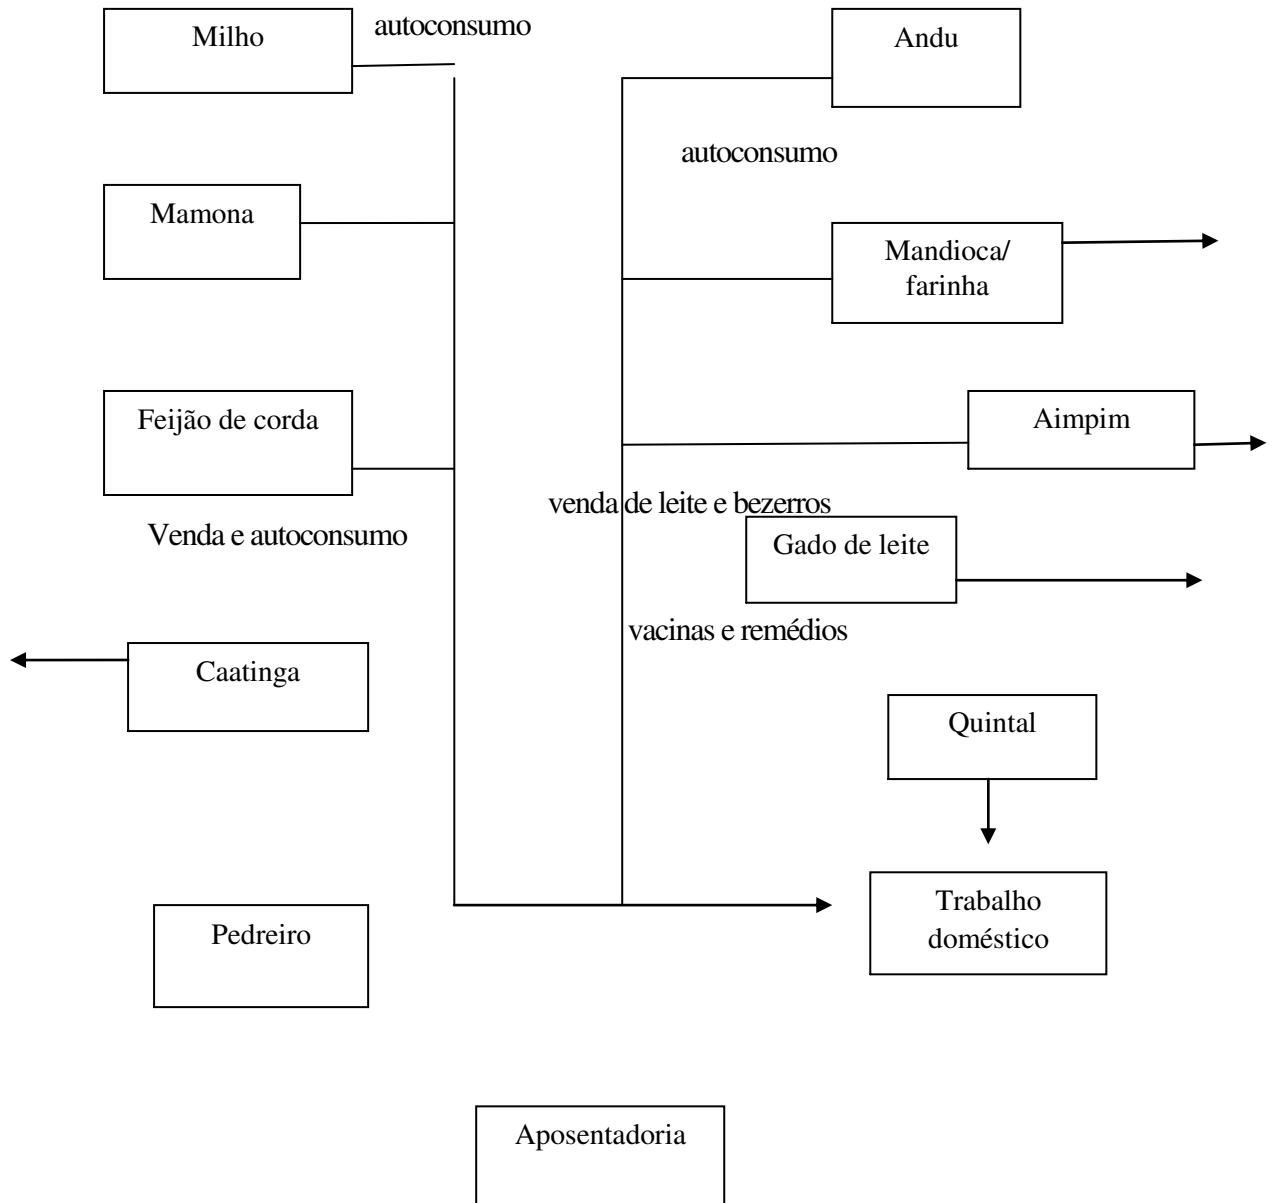 Milho
autoconsumo
Andu
autoconsumo
Mamona
Mandioca/
farinha
Feijão de corda
Aimpim
venda de leite e bezerros
Venda e autoconsumo
Gado de leite
vacinas e remédios
Caatinga
Quintal
Pedreiro
Trabalho
doméstico
Aposentadoria